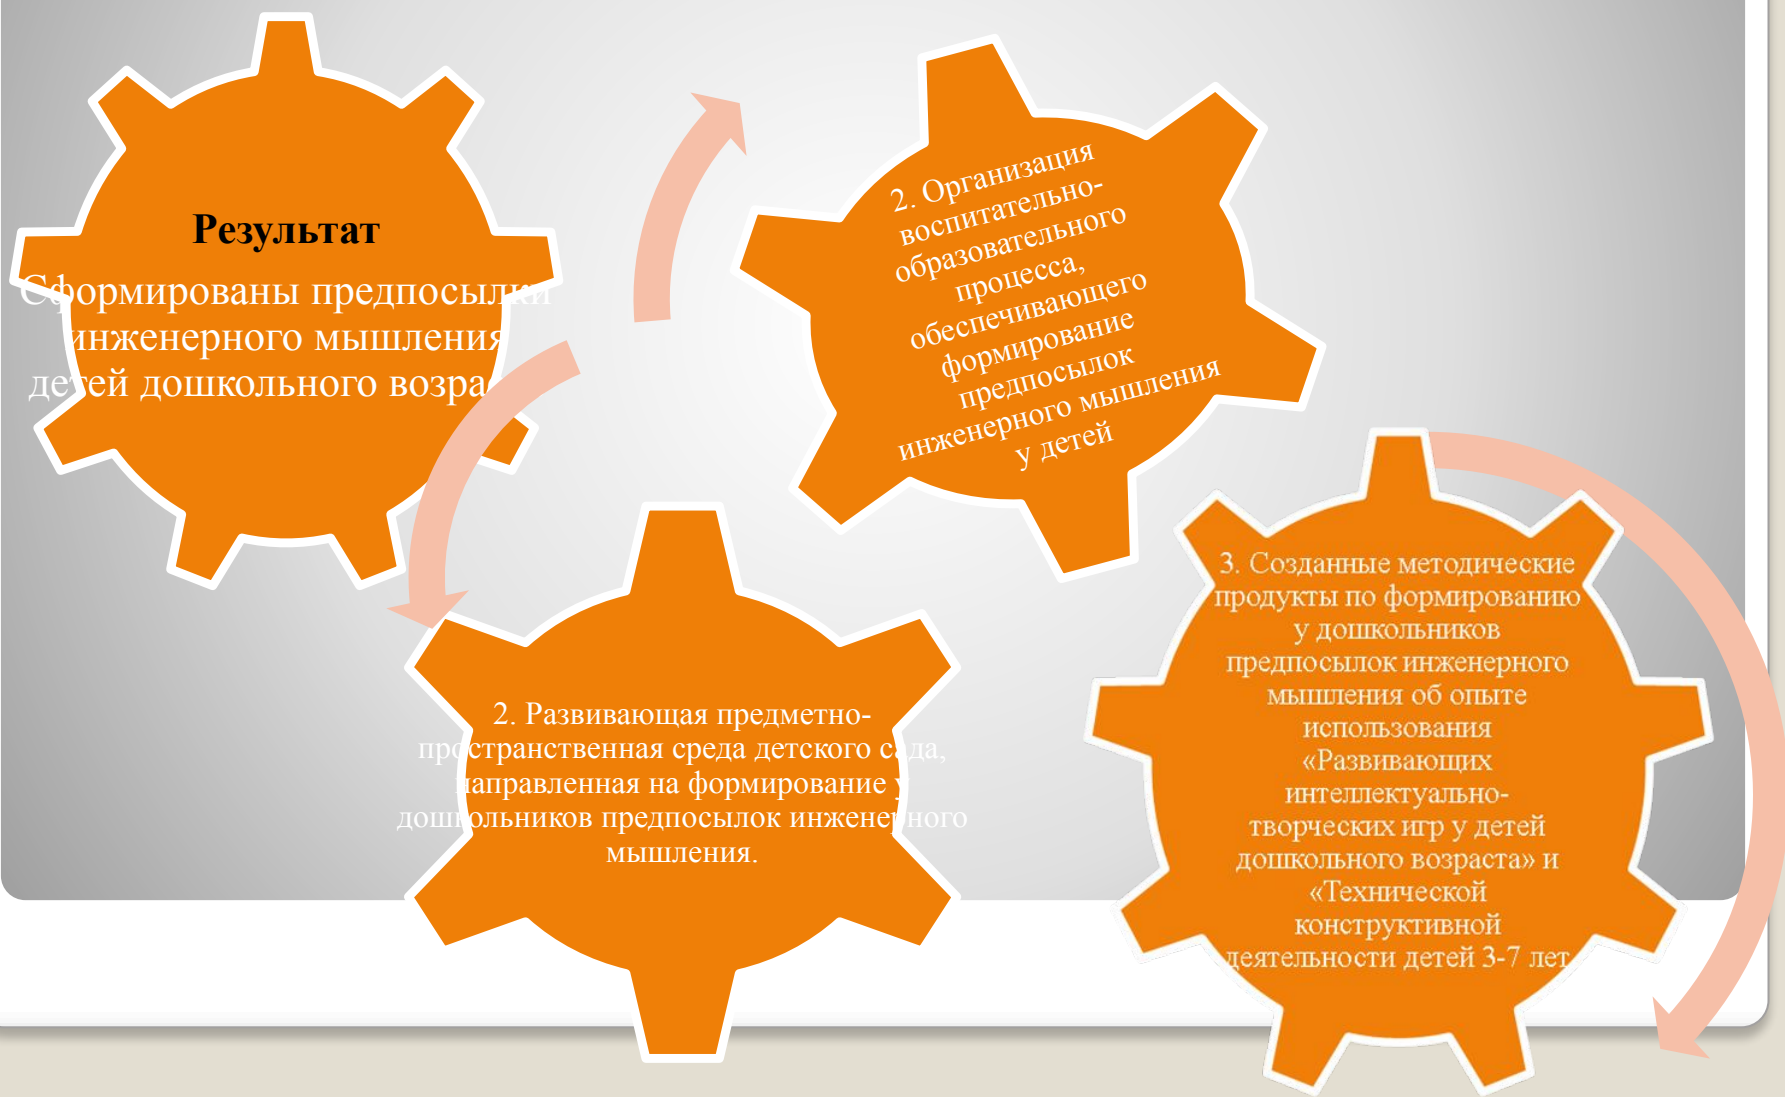 Результат
Сформированы предпосылки
инженерного мышления
детей дошкольного возрас
2. Организация
воспитательно-
образовательного
процесса,
обеспечивающего
формирование
предпосылок
инженерного мышления
у детей
2. Развивающая предметно-
пространственная среда детского сада,
направленная на формирование у
дошкольников предпосылок инженерного
мышления.
3. Созданные методические
продукты по формированию
у дошкольников
предпосылок инженерного
мышления об опыте
использования
«Развивающих
интеллектуально-
творческих игр у детей
дошкольного возраста» и
«Технической
конструктивной
деятельности детей 3-7 лет